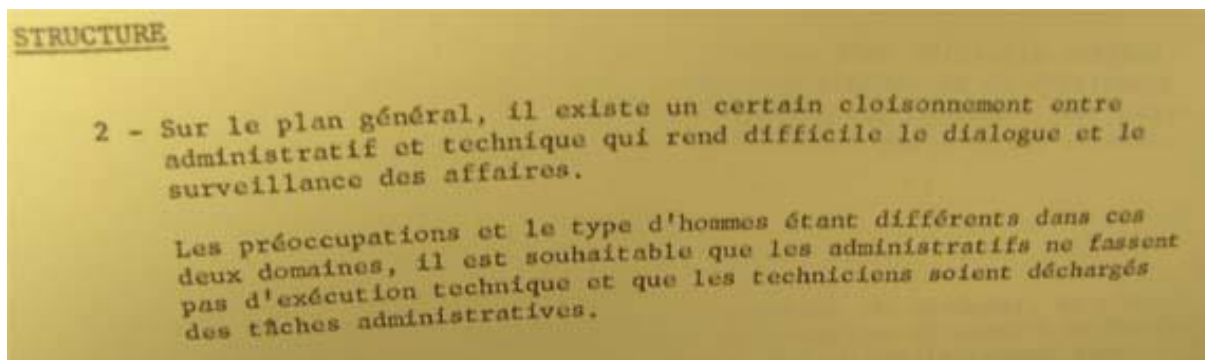 STRUCTURE
2 - Sur le plan général, il existe un certain cloisonnement entre
administratif et technique qui rend difficile le dialogue et le
surveillance des affaires.
Les préoccupations et le type d'hommes étant différents dans ces
deux domaines, il est souhaitable que les administratifs ne fassent
pas d'exécution technique et que les techniciens soient déchargés
des tâches administratives.